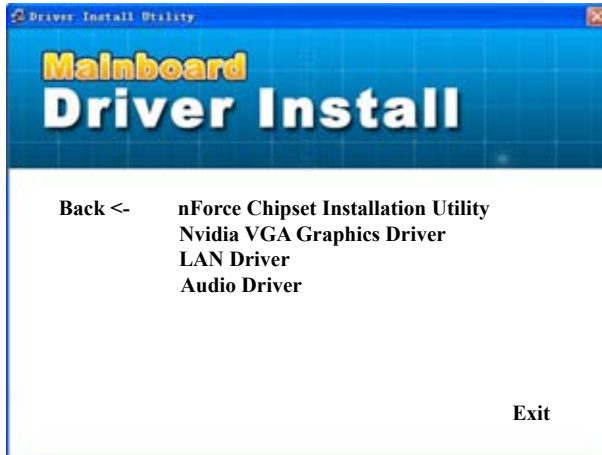 Driver Install Utility
Mainboard
Driver Install
Back <- nForce Chipset Installation Utility
Nvidia VGA Graphics Driver
LAN Driver
Audio Driver
Exit